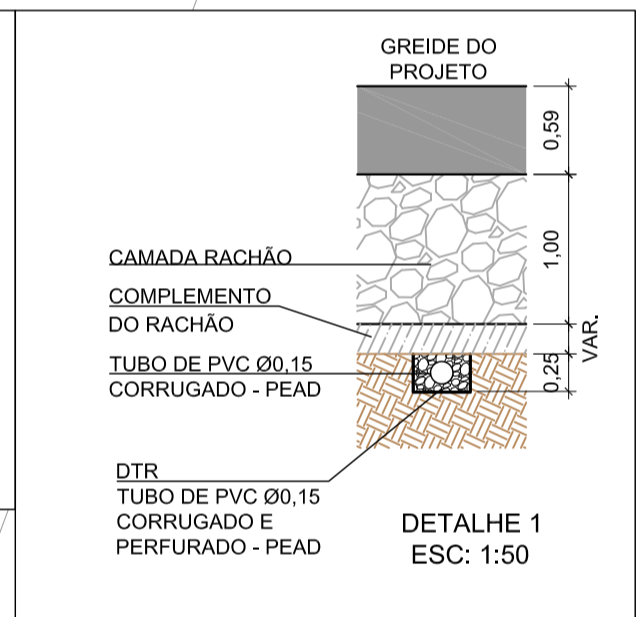 GREIDE DO
PROJETO
0,59
1,00
CAMADA RACHÃO
COMPLEMENTO
DO RACHÃO
VAR.
TUBO DE PVC Ø0,15
CORRUGADO - PEAD
0,25
DTR
TUBO DE PVC Ø0,15
CORRUGADO E
PERFURADO - PEAD
DETALHE 1
ESC: 1:50